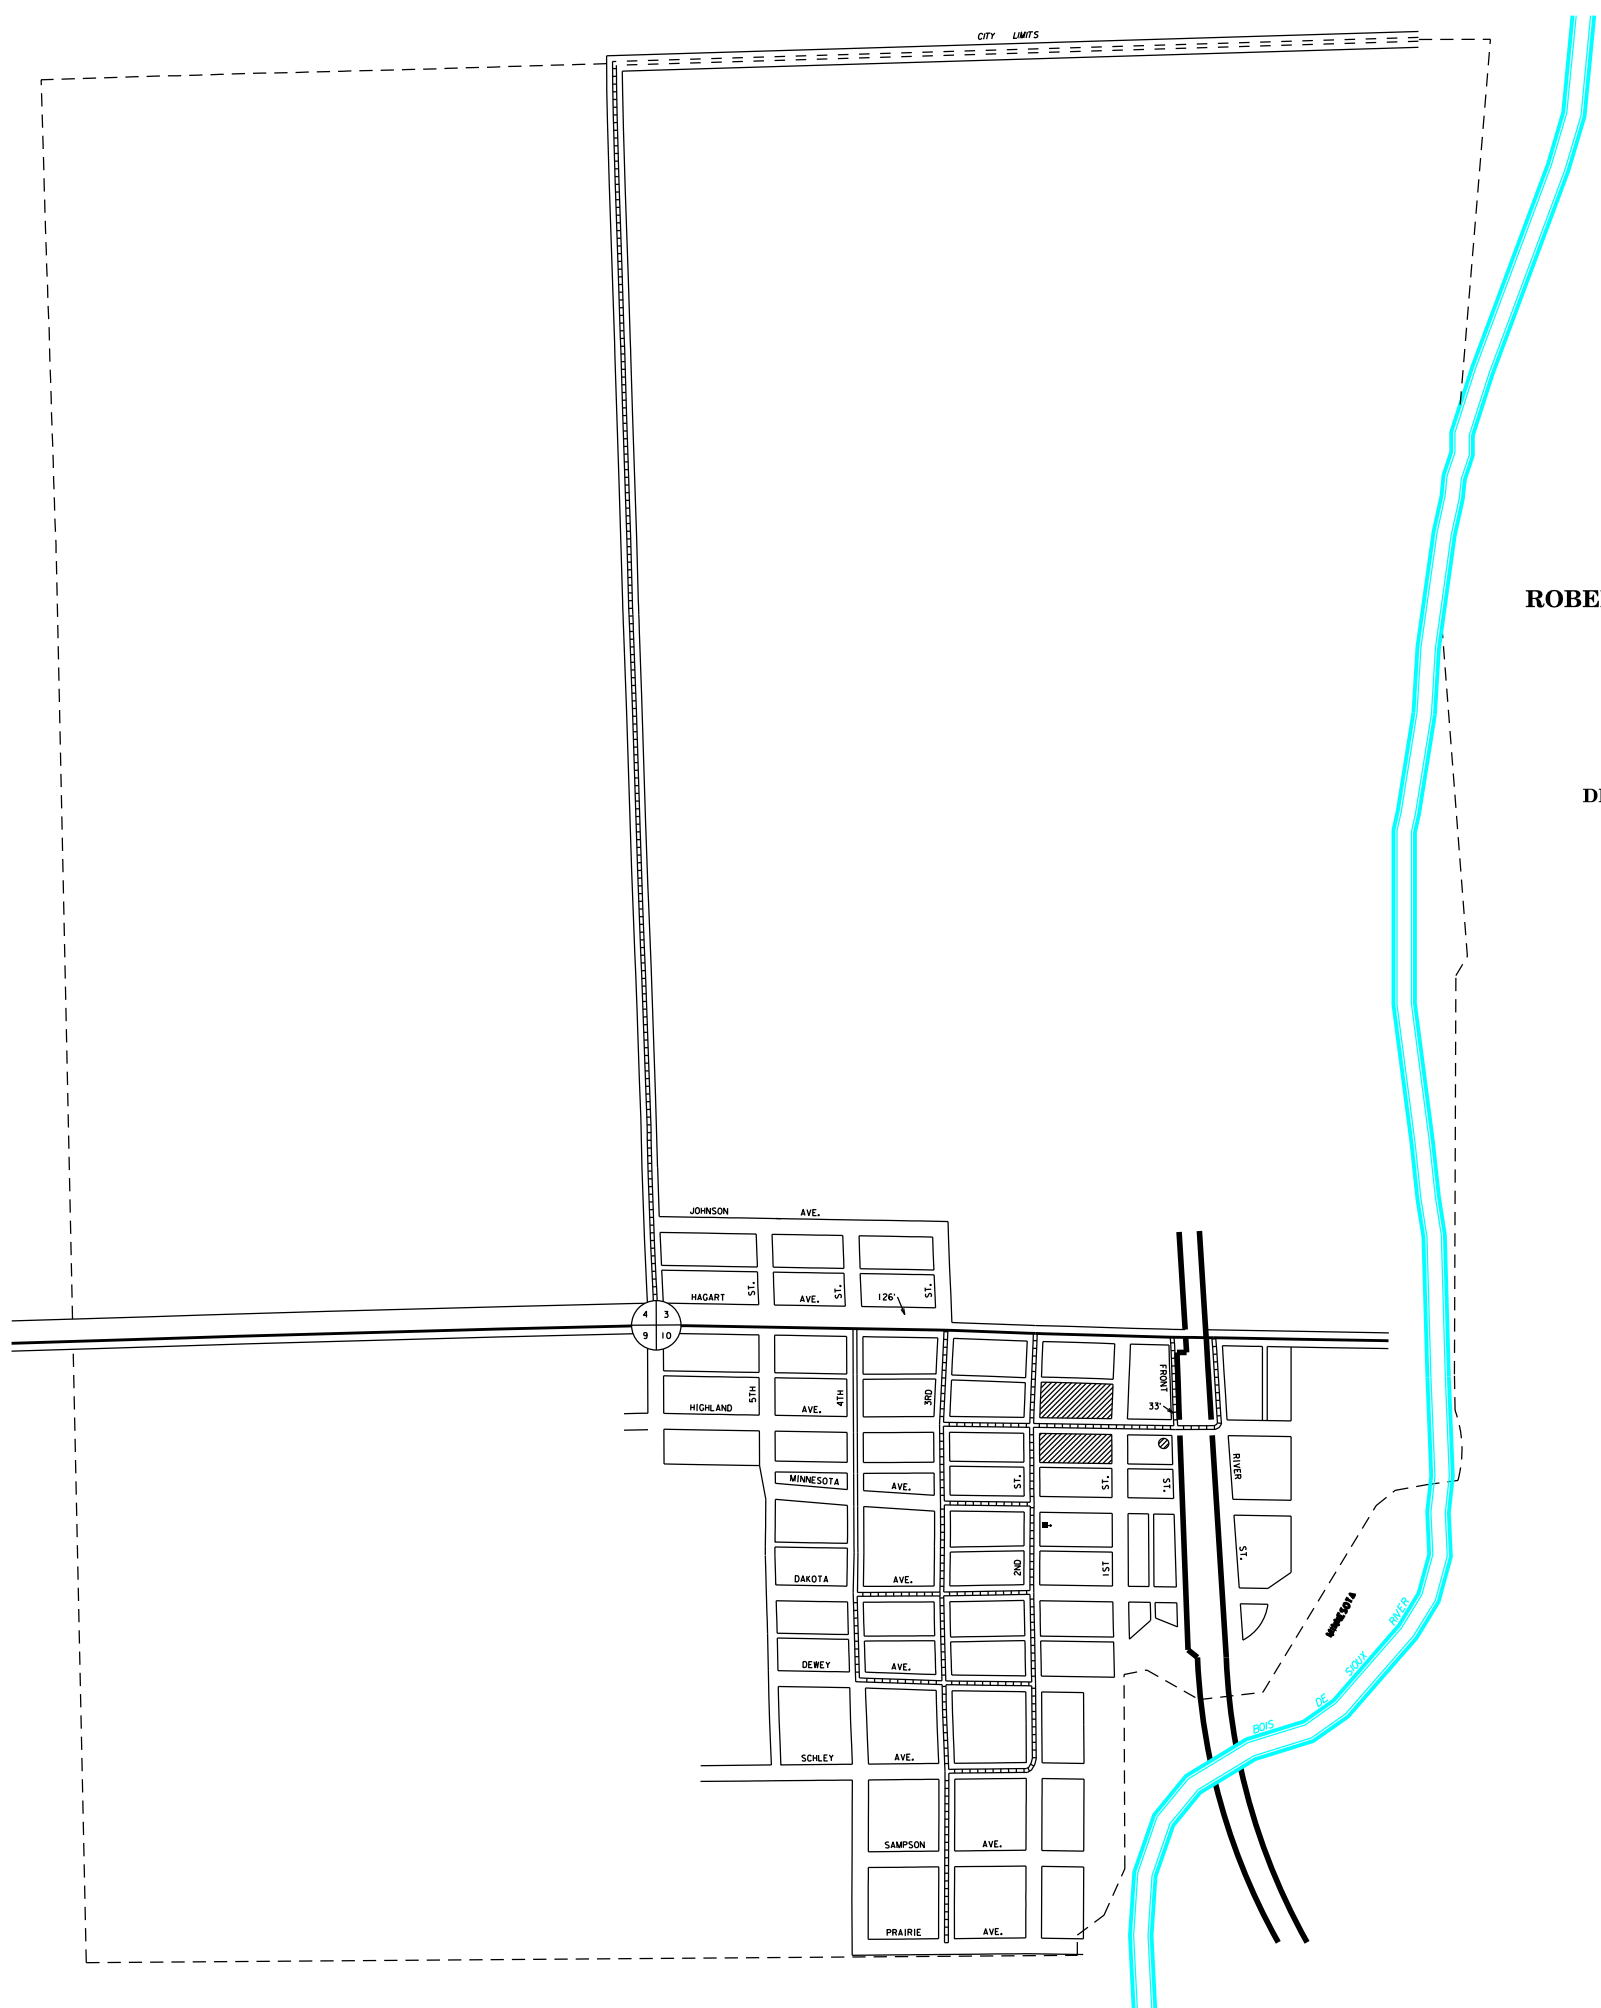 CITY LIMITS
ROBE
JOHNSON AVE.
HAGART AVE.
ST.
ST.
ST.
126'
4 3
9 10
5TH
4TH
3RD
FRONT
33'
HIGHLAND AVE.
RIVER
MINNESOTA AVE.
ST.
ST.
ST.
2ND
1ST
ST.
DAKOTA AVE.
MINNESOTA
DEWEY AVE.
BOIS DE SIOUX RIVER
SCHLEY AVE.
SAMPSON AVE.
PRAIRIE AVE.